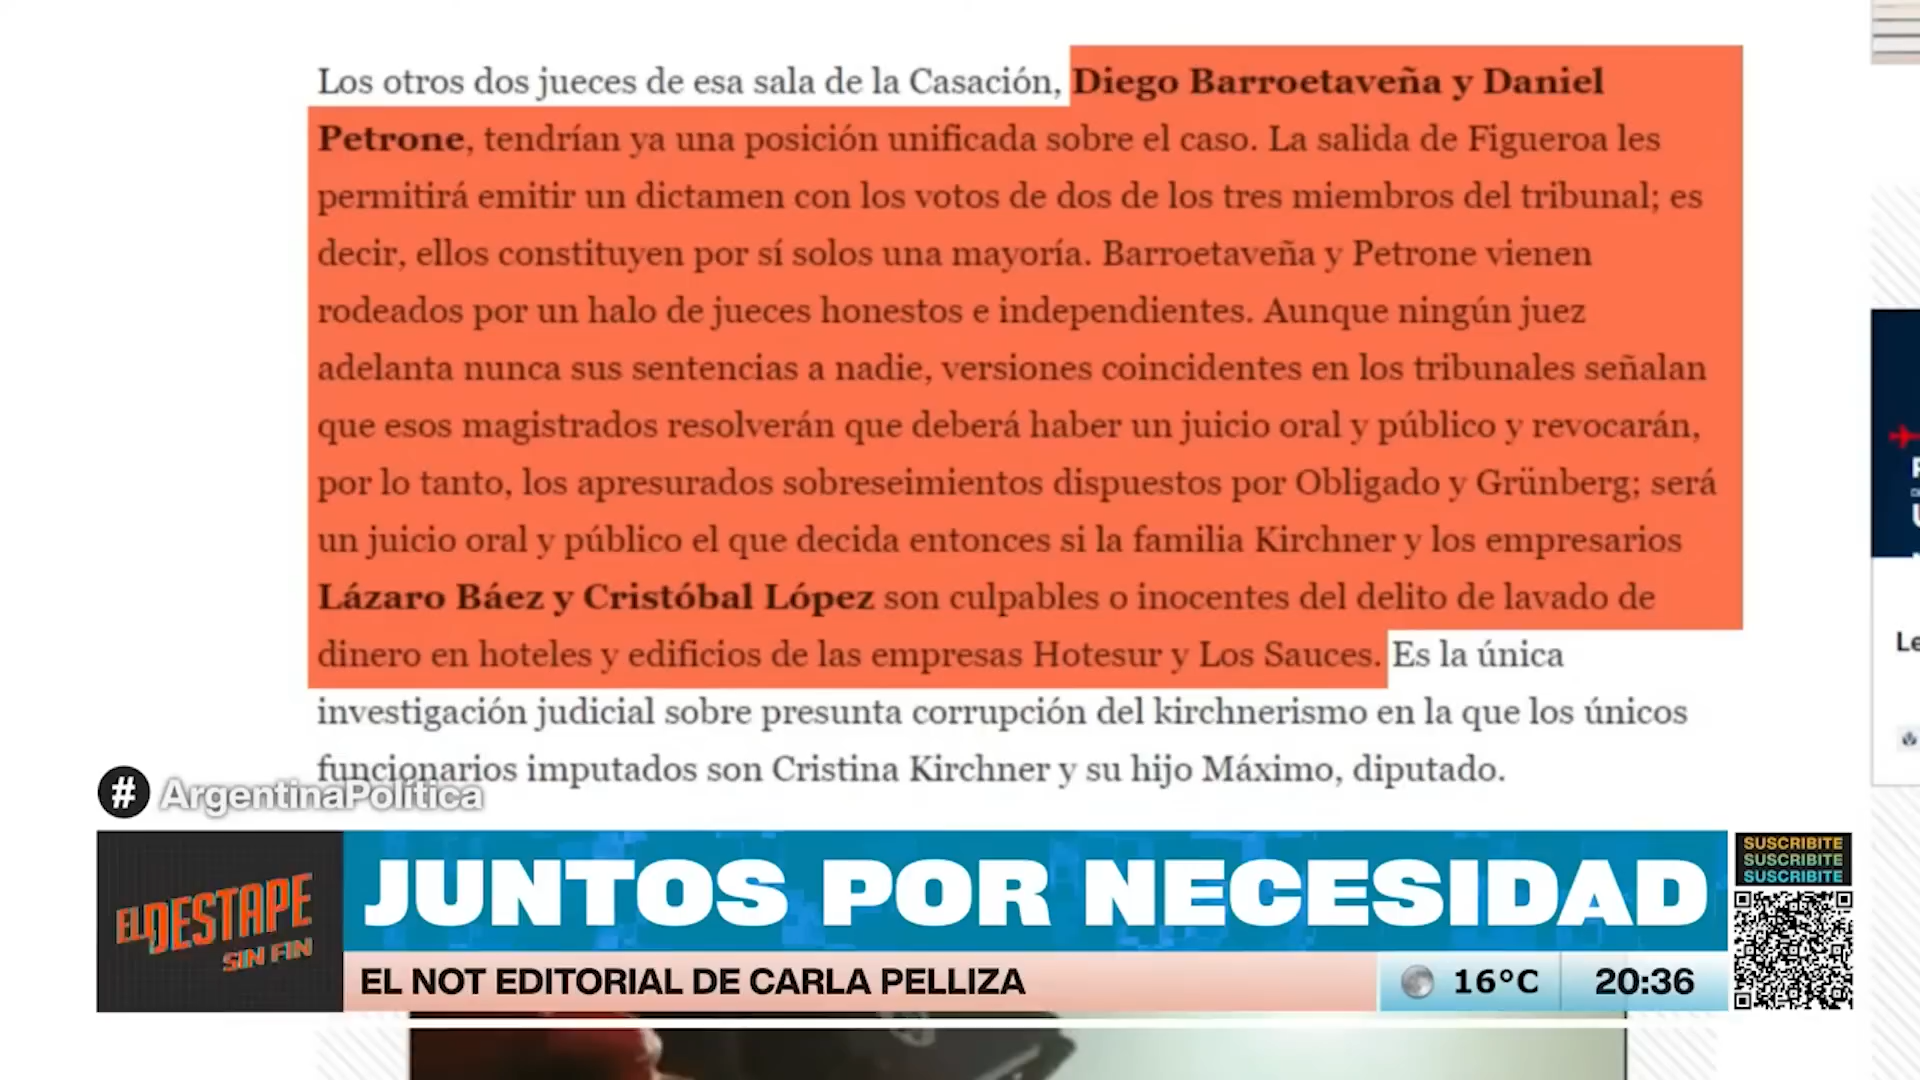 Los otros dos jueces de esa sala de la Casación, Diego Barroetaveña y Daniel
Petrone, tendrían ya una posición unificada sobre el caso. La salida de Figueroa les
permitirá emitir un dictamen con los votos de dos de los tres miembros del tribunal; es
decir, ellos constituyen por sí solos una mayoría. Barroetaveña y Petrone vienen
rodeados por un halo de jueces honestos e independientes. Aunque ningún juez
adelanta nunca sus sentencias a nadie, versiones coincidentes en los tribunales señalan
que esos magistrados resolverán que deberá haber un juicio oral y público y revocarán,
por lo tanto, los apresurados sobreseimientos dispuestos por Obligado y Grünberg; será
un juicio oral y público el que decida entonces si la familia Kirchner y los empresarios
Lázaro Báez y Cristóbal López son culpables o inocentes del delito de lavado de
dinero en hoteles y edificios de las empresas Hotesur y Los Sauces. Es la única
investigación judicial sobre presunta corrupción del kirchnerismo en la que los únicos
funcionarios imputados son Cristina Kirchner y su hijo Máximo, diputado.
Le
# ArgentinaPolítica
EL DESTAPE
SIN FIN
JUNTOS POR NECESIDAD
EL NOT EDITORIAL DE CARLA PELLIZA
16°C
20:36
SUSCRIBITE
SUSCRIBITE
SUSCRIBITE